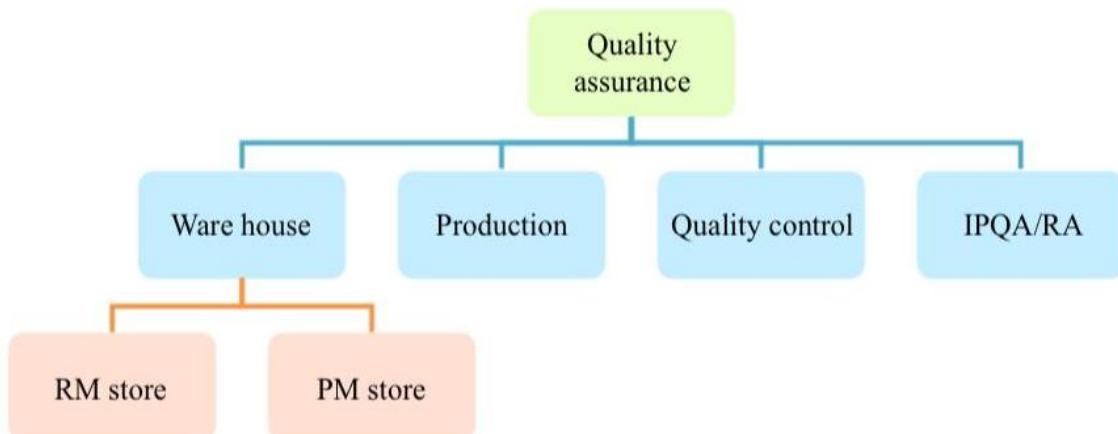 Quality
assurance
Ware house
Production
Quality control
IPQA/RA
RM store
PM store